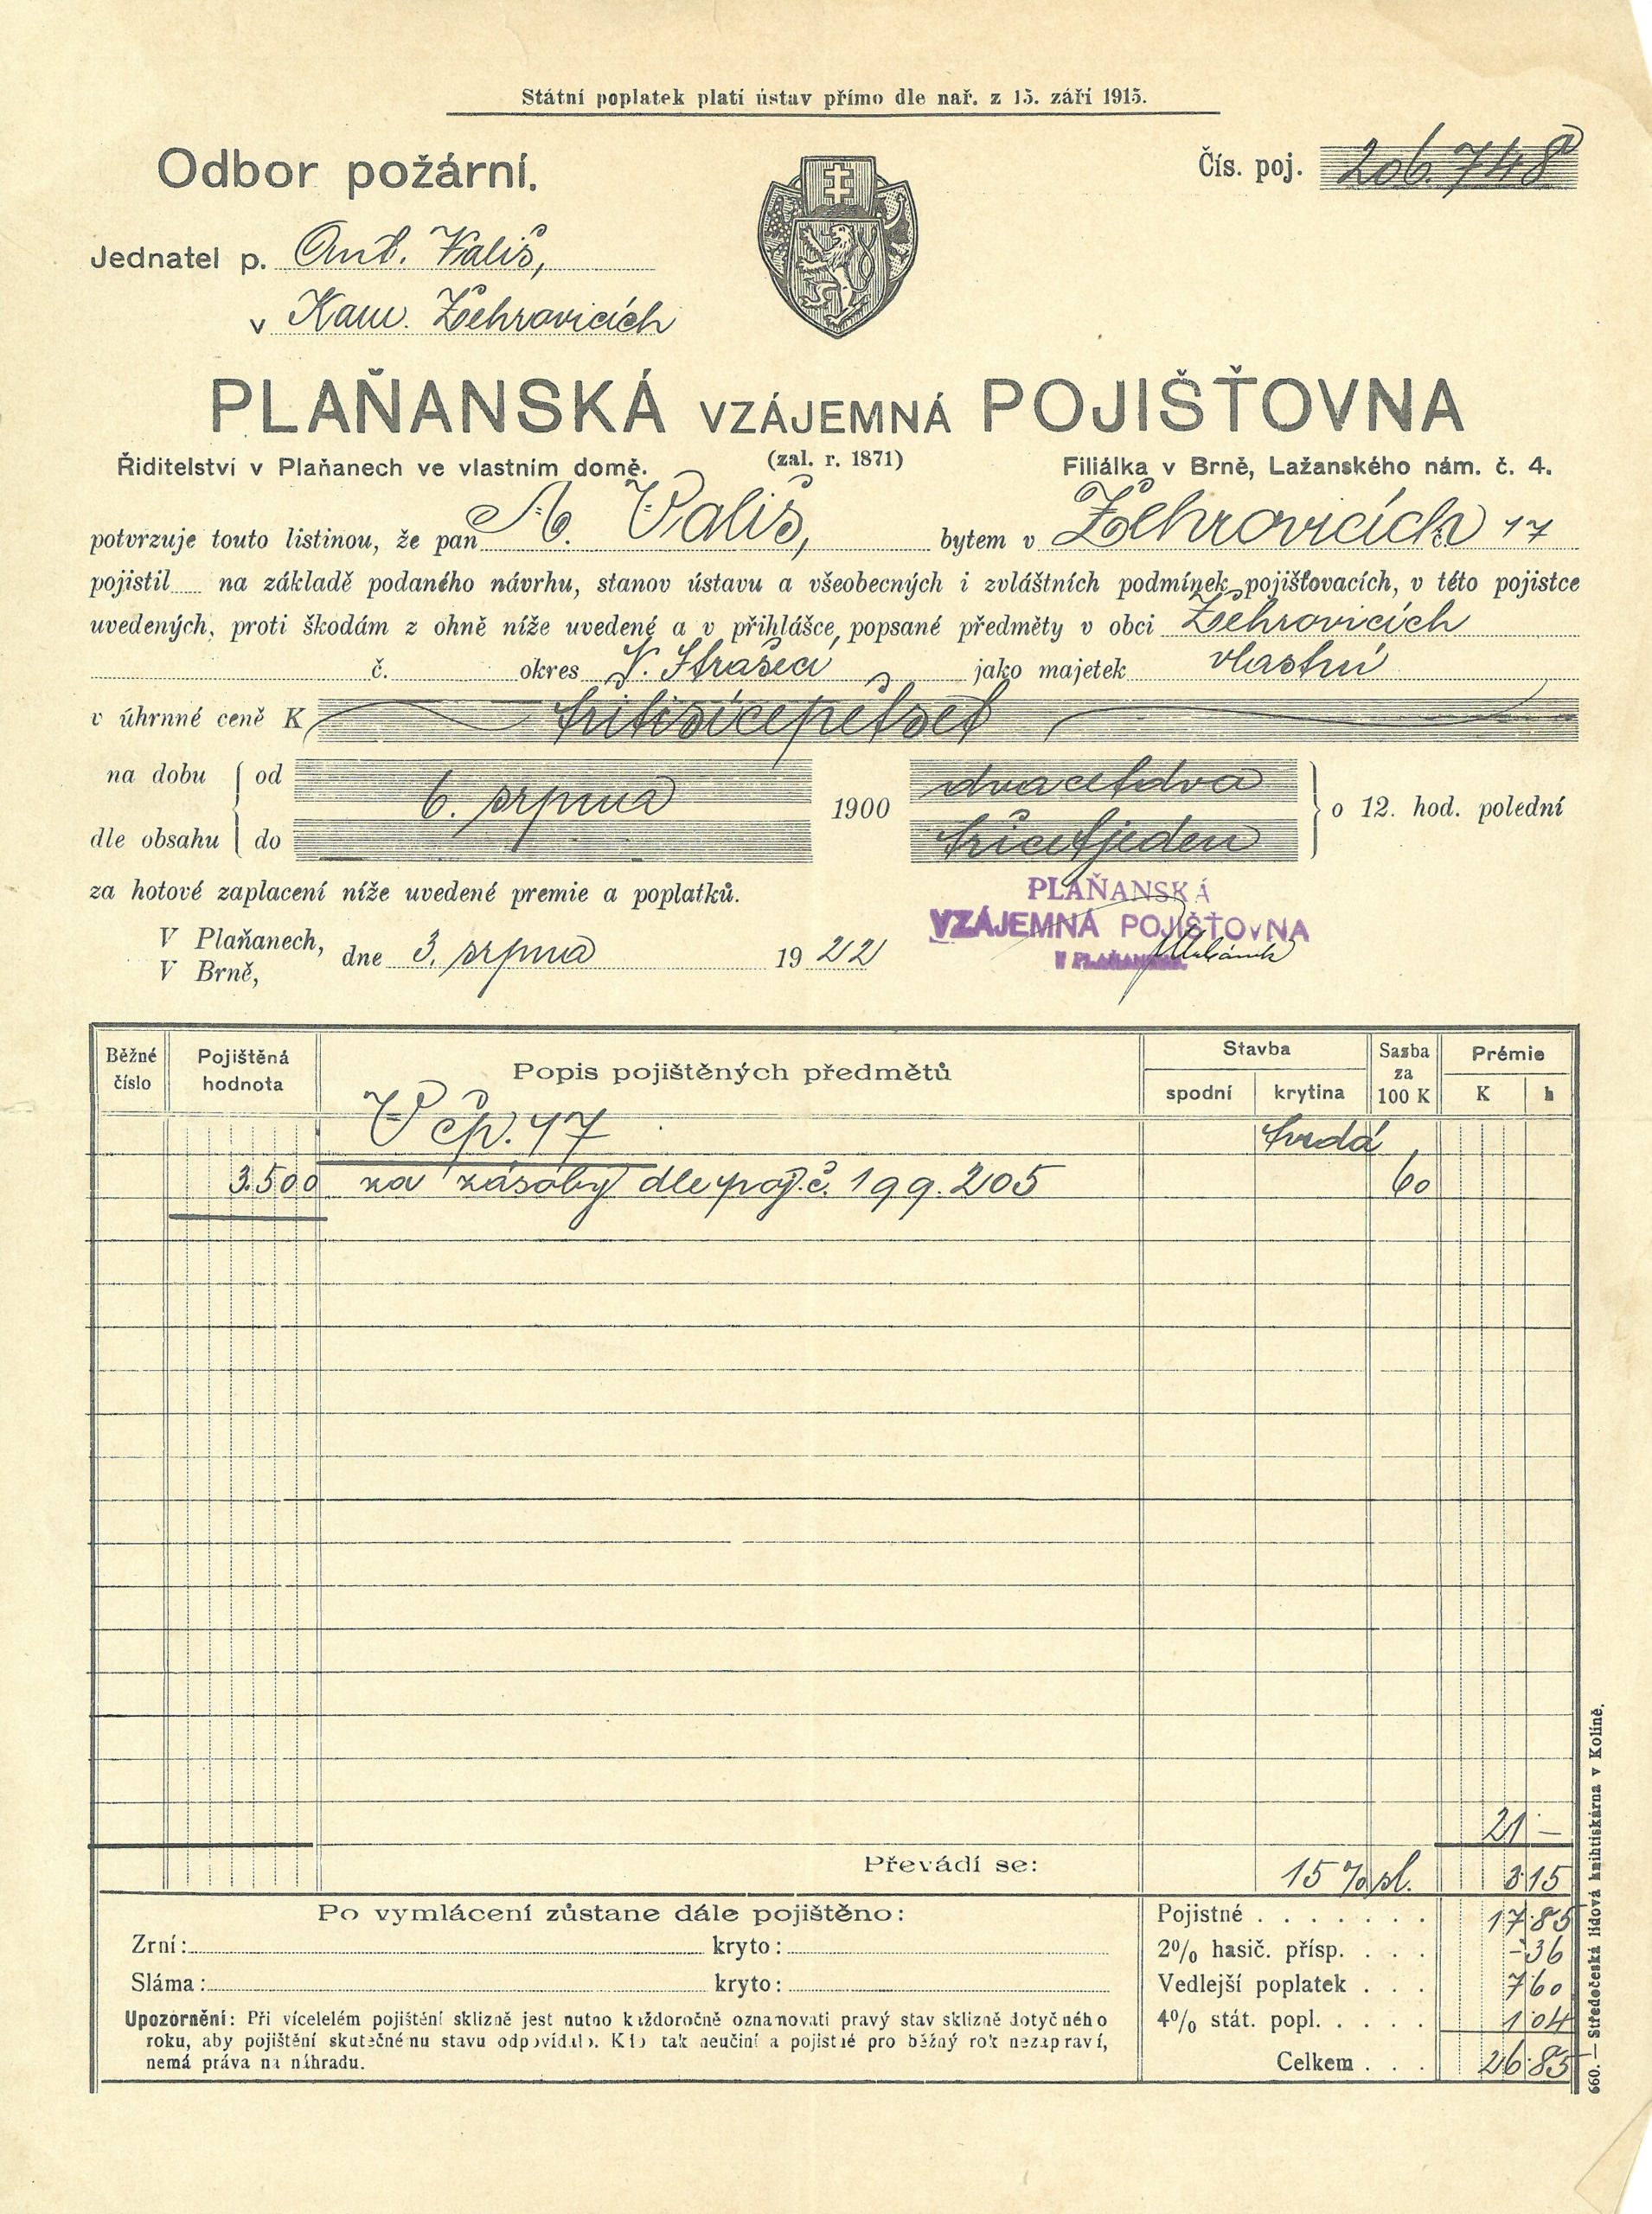 Státní poplatek platí ústav přímo dle nař. z 15. září 1915.
Odbor požární.
Čís. poj. 206.748
Jednatel p. Ant. Vališ,
v Kam. Žehrovicích
PLAŇANSKÁ VZÁJEMNÁ POJIŠŤOVNA
Řiditelství v Plaňanech ve vlastním domě. (zal. r. 1871) Filiálka v Brně, Lažanského nám. č. 4.
potvrzuje touto listinou, že pan A. Vališ, bytem v Žehrovicích č. 17
pojistil na základě podaného návrhu, stanov ústavu a všeobecných i zvláštních podmínek pojišťovacích, v této pojistce
uvedených, proti škodám z ohně níže uvedené a v přihlášce popsané předměty v obci Žehrovicích
č. okres N. Strašecí jako majetek vlastní
v úhrnné ceně K třitisícepětset
na dobu od 6. srpna 1900 dvacetdva o 12. hod. polední
dle obsahu do třicetjeden
za hotové zaplacení níže uvedené premie a poplatků.
PLAŇANSKÁ
VZÁJEMNÁ POJIŠŤOVNA
V PLAŇANECH.
V Plaňanech,
V Brně,
dne 3. srpna 1922
Běžné číslo Pojištěná hodnota Popis pojištěných předmětů Stavba Sazba za 100 K Prémie
spodní krytina K h
V čp. 47 tvrdá
3.500 na zásoby dle poj. č. 199.205 60
21 —
Převádí se: 15 % sl. 3 15
Po vymlácení zůstane dále pojištěno:
Zrní: kryto:
Sláma: kryto:
Upozornění: Při vícelelém pojištění sklizně jest nutno každoročně oznamovati pravý stav sklizně dotyčného
roku, aby pojištění skutečnému stavu odpovídalo. Kdo tak neučiní a pojistné pro běžný rok nezapraví,
nemá práva na náhradu.
Pojistné . . . . . . . 17 85
2% hasič. přísp. . . . – 36
Vedlejší poplatek . . . 7 60
4% stát. popl. . . . . 1 04
Celkem . . . 26 85
660. — Středočeská lidová knihtiskárna v Kolíně.